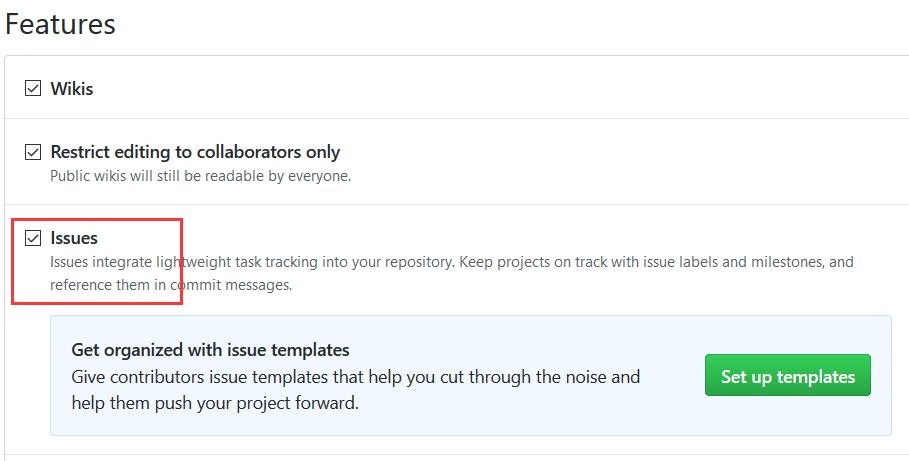 Features
Wikis
Restrict editing to collaborators only
Public wikis will still be readable by everyone.
Issues
Issues integrate lightweight task tracking into your repository. Keep projects on track with issue labels and milestones, and
reference them in commit messages.
Get organized with issue templates
Give contributors issue templates that help you cut through the noise and
help them push your project forward.
Set up templates